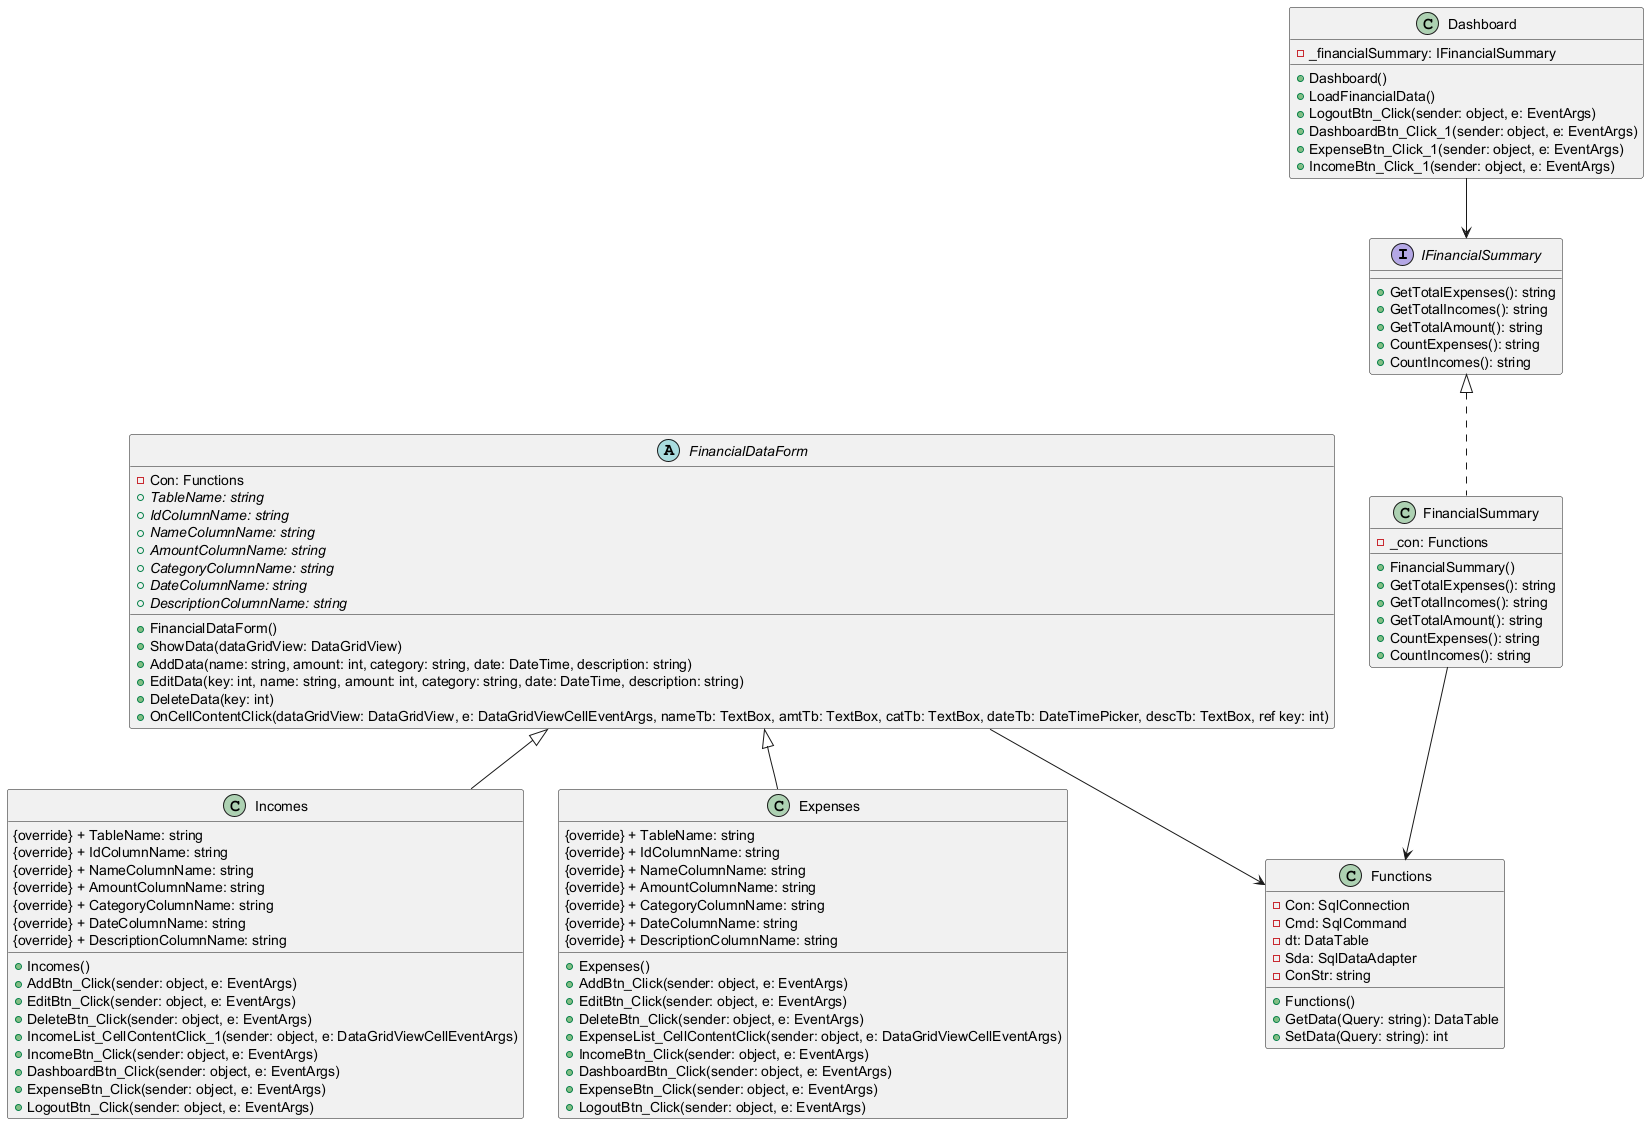 C Dashboard
_financialSummary: IFinancialSummary
Dashboard()
LoadFinancialData()
LogoutBtn_Click(sender: object, e: EventArgs)
DashboardBtn_Click_1(sender: object, e: EventArgs)
ExpenseBtn_Click_1(sender: object, e: EventArgs)
IncomeBtn_Click_1(sender: object, e: EventArgs)
I IFinancialSummary
GetTotalExpenses(): string
GetTotalIncomes(): string
GetTotalAmount(): string
CountExpenses(): string
CountIncomes(): string
A FinancialDataForm
Con: Functions
TableName: string
IdColumnName: string
NameColumnName: string
AmountColumnName: string
CategoryColumnName: string
DateColumnName: string
DescriptionColumnName: string
FinancialDataForm()
ShowData(dataGridView: DataGridView)
AddData(name: string, amount: int, category: string, date: DateTime, description: string)
EditData(key: int, name: string, amount: int, category: string, date: DateTime, description: string)
DeleteData(key: int)
OnCellContentClick(dataGridView: DataGridView, e: DataGridViewCellEventArgs, nameTb: TextBox, amtTb: TextBox, catTb: TextBox, dateTb: DateTimePicker, descTb: TextBox, ref key: int)
C FinancialSummary
_con: Functions
FinancialSummary()
GetTotalExpenses(): string
GetTotalIncomes(): string
GetTotalAmount(): string
CountExpenses(): string
CountIncomes(): string
C Incomes
{override} + TableName: string
{override} + IdColumnName: string
{override} + NameColumnName: string
{override} + AmountColumnName: string
{override} + CategoryColumnName: string
{override} + DateColumnName: string
{override} + DescriptionColumnName: string
Incomes()
AddBtn_Click(sender: object, e: EventArgs)
EditBtn_Click(sender: object, e: EventArgs)
DeleteBtn_Click(sender: object, e: EventArgs)
IncomeList_CellContentClick_1(sender: object, e: DataGridViewCellEventArgs)
IncomeBtn_Click(sender: object, e: EventArgs)
DashboardBtn_Click(sender: object, e: EventArgs)
ExpenseBtn_Click(sender: object, e: EventArgs)
LogoutBtn_Click(sender: object, e: EventArgs)
C Expenses
{override} + TableName: string
{override} + IdColumnName: string
{override} + NameColumnName: string
{override} + AmountColumnName: string
{override} + CategoryColumnName: string
{override} + DateColumnName: string
{override} + DescriptionColumnName: string
Expenses()
AddBtn_Click(sender: object, e: EventArgs)
EditBtn_Click(sender: object, e: EventArgs)
DeleteBtn_Click(sender: object, e: EventArgs)
ExpenseList_CellContentClick(sender: object, e: DataGridViewCellEventArgs)
IncomeBtn_Click(sender: object, e: EventArgs)
DashboardBtn_Click(sender: object, e: EventArgs)
ExpenseBtn_Click(sender: object, e: EventArgs)
LogoutBtn_Click(sender: object, e: EventArgs)
C Functions
Con: SqlConnection
Cmd: SqlCommand
dt: DataTable
Sda: SqlDataAdapter
ConStr: string
Functions()
GetData(Query: string): DataTable
SetData(Query: string): int